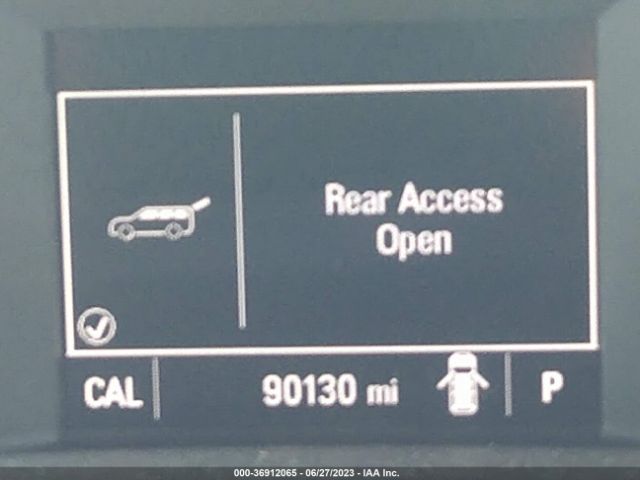 Rear Access
Open
CAL 90130 mi P
000-36912065 - 06/27/2023 - IAA Inc.